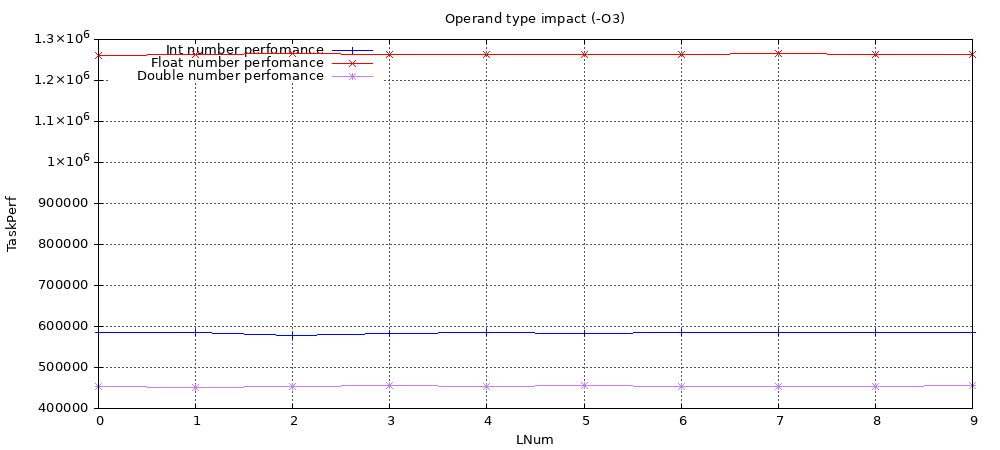 Operand type impact (-O3)
1.3×10⁶
Int number perfomance
Float number perfomance
Double number perfomance
1.2×10⁶
1.1×10⁶
1×10⁶
900000
800000
700000
600000
500000
400000
TaskPerf
0 1 2 3 4 5 6 7 8 9
LNum